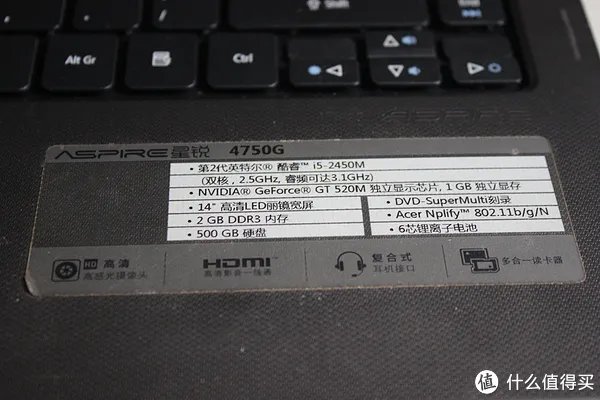 Shift
Alt Gr
Ctrl
ASPIRE 星锐 4750G
• 第2代英特尔® 酷睿™ i5-2450M
(双核, 2.5GHz, 睿频可达3.1GHz)
• NVIDIA® GeForce® GT 520M 独立显示芯片, 1 GB 独立显存
• 14" 高清LED丽镜宽屏
• DVD-SuperMulti刻录
• 2 GB DDR3 内存
• Acer Nplify™ 802.11b/g/N
• 500 GB 硬盘
• 6芯锂离子电池
HD 高清
高感光摄像头
HDMI
高清影音一线通
复合式
耳机接口
多合一读卡器
值 什么值得买